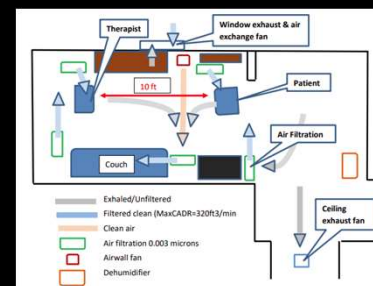 Therapist
Window exhaust & air
exchange fan
10 ft
Patient
Air Filtration
Couch
Exhaled/Unfiltered
Filtered clean (MaxCADR=320ft3/min
Clean air
Air filtration 0.003 microns
Airwall fan
Dehumidifier
Ceiling
exhaust fan